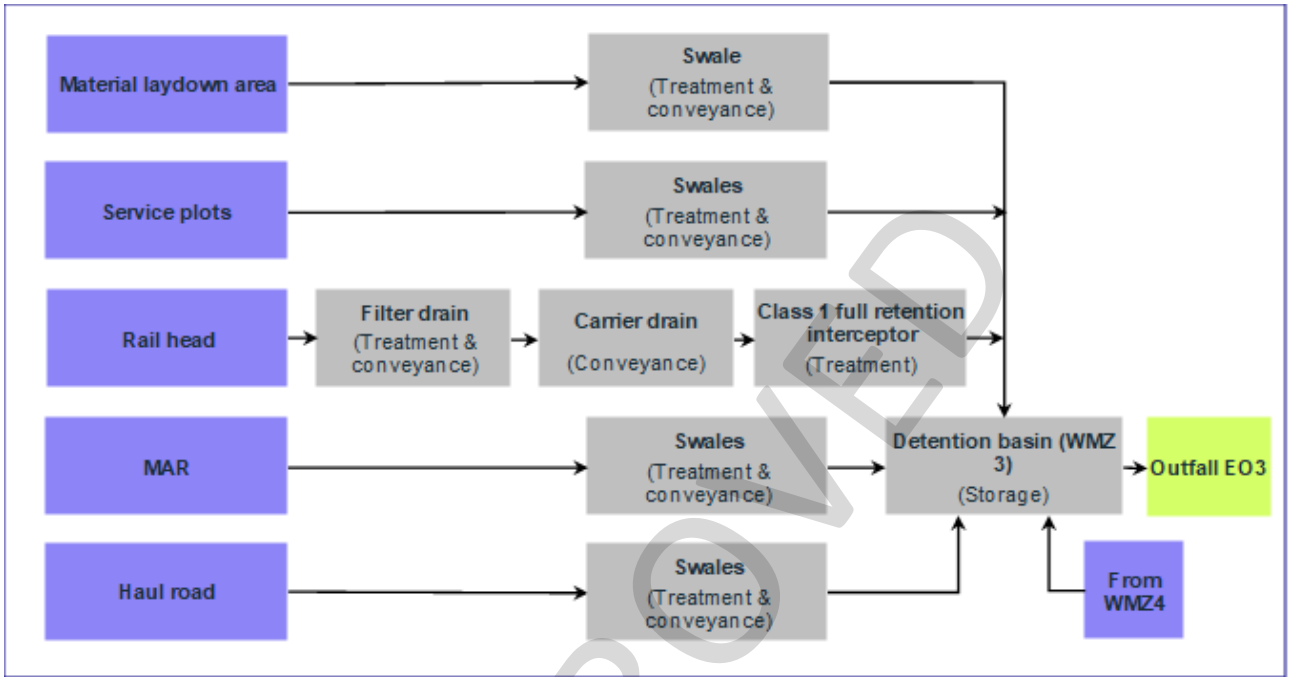 Material laydown area
Swale
(Treatment &
conveyance)
Service plots
Swales
(Treatment &
conveyance)
Rail head
Filter drain
(Treatment &
conveyance)
Carrier drain
(Conveyance)
Class 1 full retention
interceptor
(Treatment)
MAR
Swales
(Treatment &
conveyance)
Detention basin (WMZ
3)
(Storage)
Outfall EO3
Haul road
Swales
(Treatment &
conveyance)
From
WMZ4
POVED